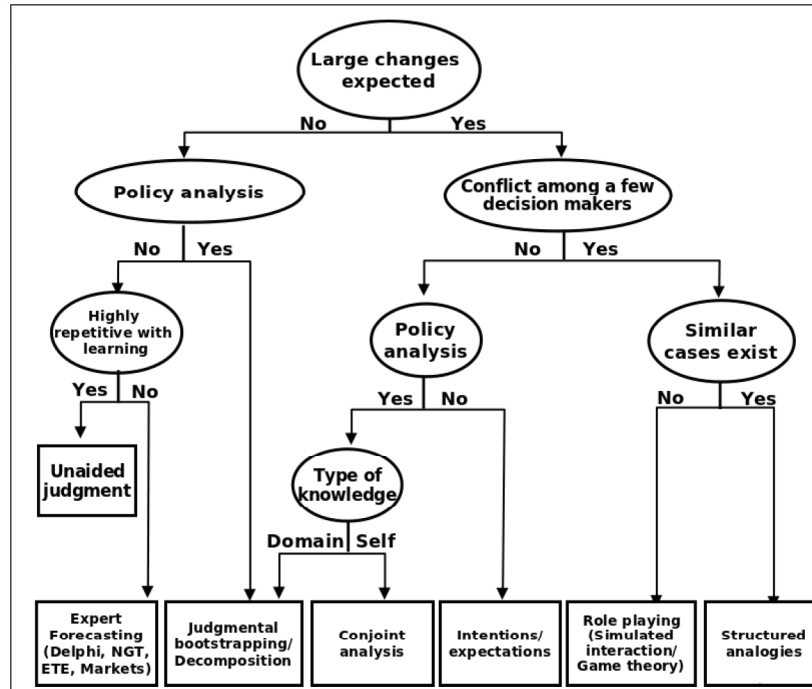 Large changes
expected
No
Yes
Policy analysis
Conflict among a few
decision makers
No
Yes
No
Yes
Highly
repetitive with
learning
Policy
analysis
Similar
cases exist
Yes
No
Yes
No
No
Yes
Unaided
judgment
Type of
knowledge
Domain
Self
Expert
Forecasting
(Delphi, NGT,
ETE, Markets)
Judgmental
bootstrapping/
Decomposition
Conjoint
analysis
Intentions/
expectations
Role playing
(Simulated
interaction/
Game theory)
Structured
analogies